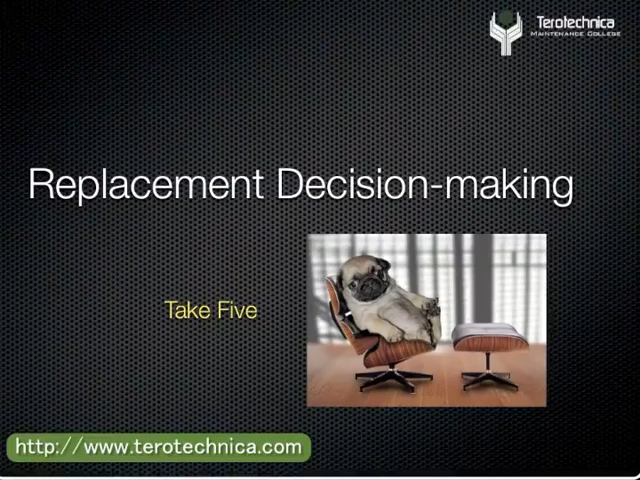 Terotechnica
MAINTENANCE COLLEGE
Replacement Decision-making
Take Five
http://www.terotechnica.com